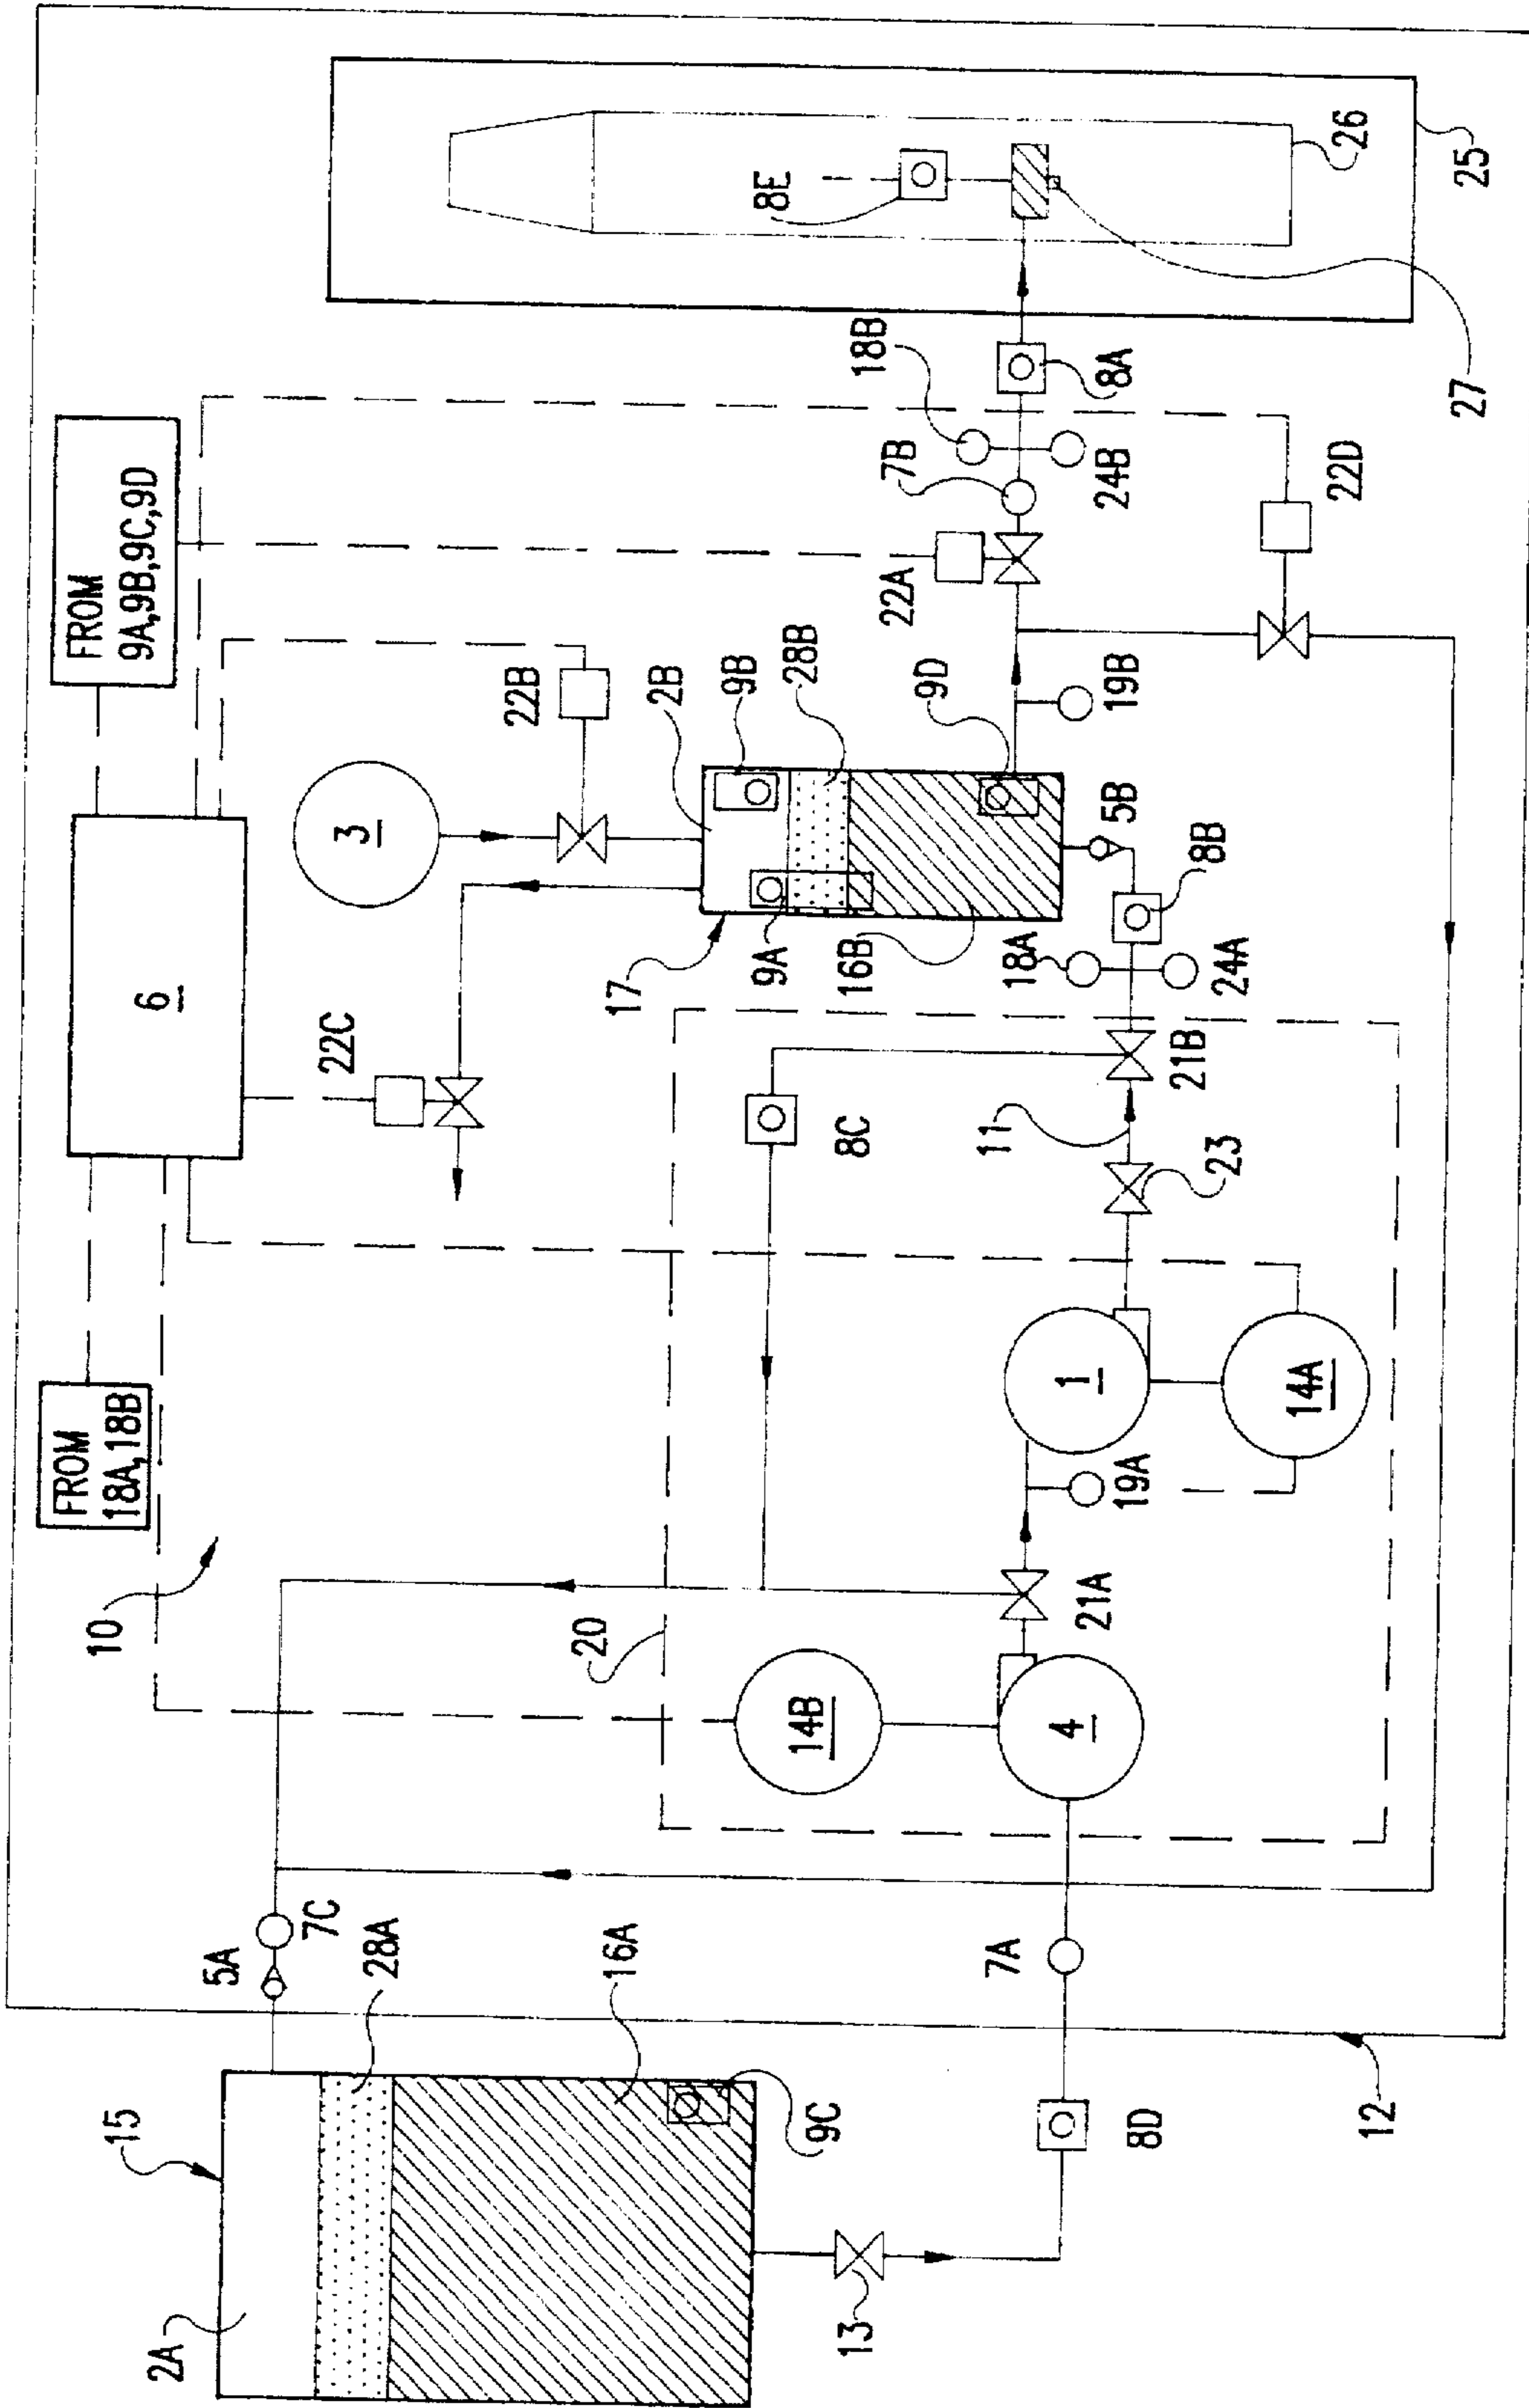 FROM
18A,18B
6
FROM
9A,9B,9C,9D
10
22C
3
22B
15
2A
5A
7C
28A
16A
9C
13
8D
7A
12
20
14B
4
21A
19A
1
14A
8C
11
23
21B
18A
24A
8B
5B
17
9A
16B
2B
9B
28B
9D
19B
22A
7B
18B
24B
8A
22D
8E
26
25
27